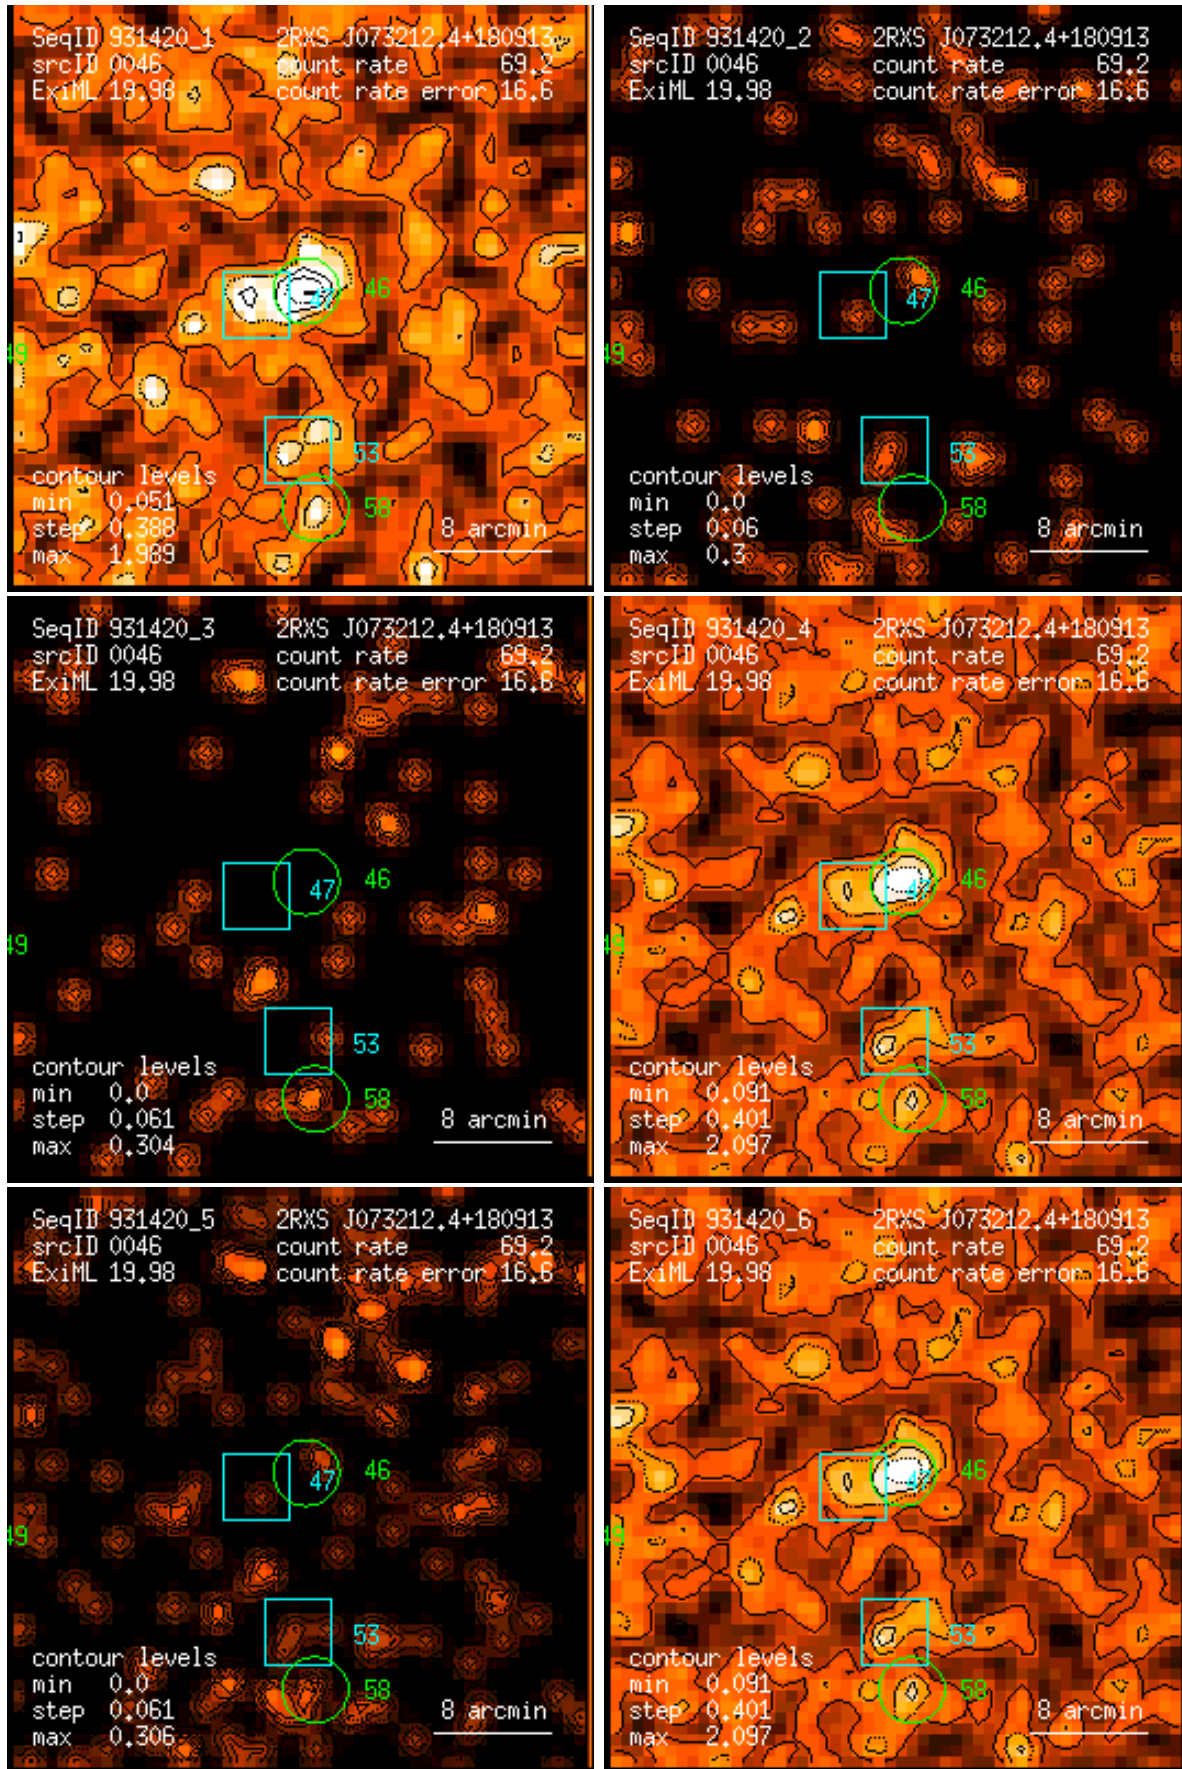 SeqID 931420_1 2RXS J073212.4+180913
srcID 0046 count rate 69.2
ExiML 19.98 count rate error 16.6
47 46
49
53
contour levels
min 0.051
58
step 0.388 8 arcmin
max 1.989
SeqID 931420_2 2RXS J073212.4+180913
srcID 0046 count rate 69.2
ExiML 19.98 count rate error 16.6
47 46
49
53
contour levels
min 0.0
58
step 0.06 8 arcmin
max 0.3
SeqID 931420_3 2RXS J073212.4+180913
srcID 0046 count rate 69.2
ExiML 19.98 count rate error 16.6
47 46
49
53
contour levels
min 0.0
58
step 0.061 8 arcmin
max 0.304
SeqID 931420_4 2RXS J073212.4+180913
srcID 0046 count rate 69.2
ExiML 19.98 count rate error 16.6
47 46
49
53
contour levels
min 0.091
58
step 0.401 8 arcmin
max 2.097
SeqID 931420_5 2RXS J073212.4+180913
srcID 0046 count rate 69.2
ExiML 19.98 count rate error 16.6
47 46
49
53
contour levels
min 0.0
58
step 0.061 8 arcmin
max 0.306
SeqID 931420_6 2RXS J073212.4+180913
srcID 0046 count rate 69.2
ExiML 19.98 count rate error 16.6
47 46
49
53
contour levels
min 0.091
58
step 0.401 8 arcmin
max 2.097